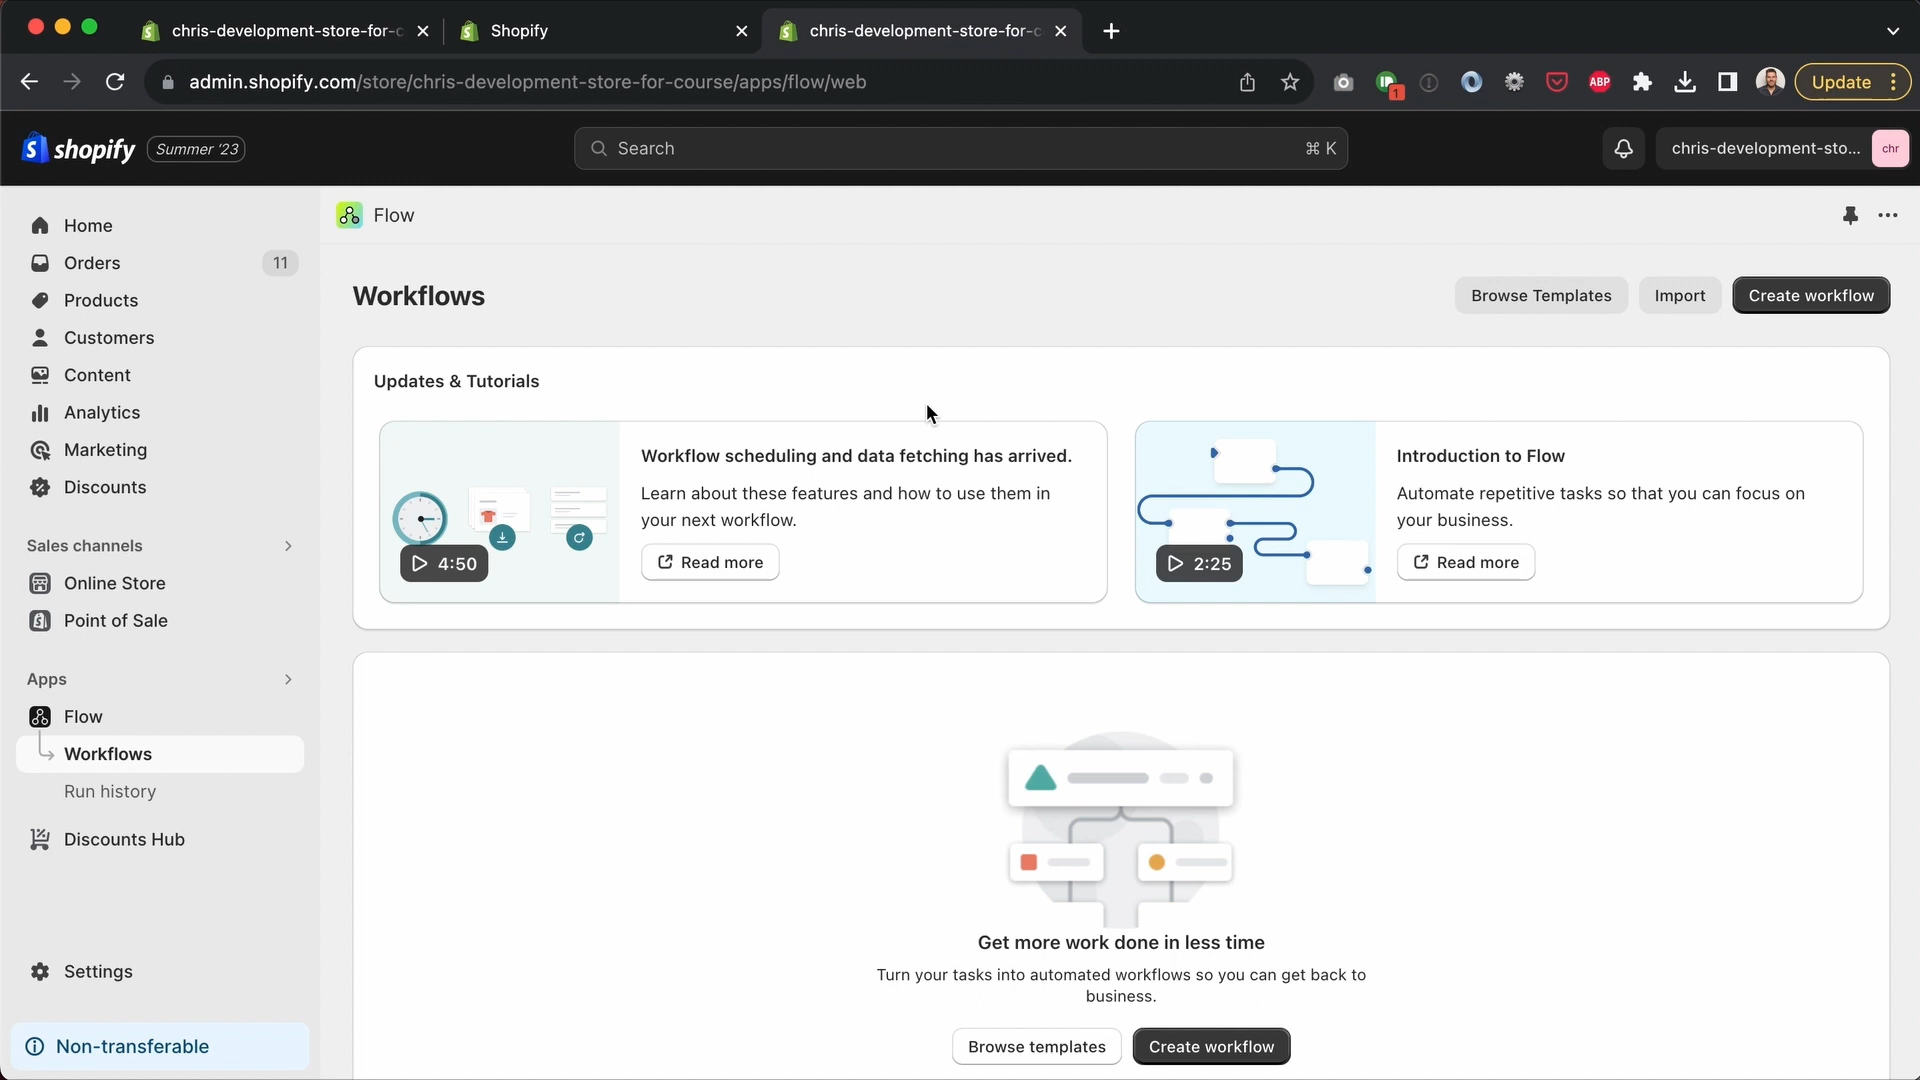 chris-development-store-for-c
Shopify
chris-development-store-for-c
admin.shopify.com/store/chris-development-store-for-course/apps/flow/web
1
ABP
Update
shopify
Summer '23
Search
⌘ K
chris-development-sto...
chr
Home
Orders
11
Products
Customers
Content
Analytics
Marketing
Discounts
Sales channels
Online Store
Point of Sale
Apps
Flow
Workflows
Run history
Discounts Hub
Settings
Non-transferable
Flow
Workflows
Browse Templates
Import
Create workflow
Updates & Tutorials
4:50
Workflow scheduling and data fetching has arrived.
Learn about these features and how to use them in
your next workflow.
Read more
2:25
Introduction to Flow
Automate repetitive tasks so that you can focus on
your business.
Read more
Get more work done in less time
Turn your tasks into automated workflows so you can get back to
business.
Browse templates
Create workflow